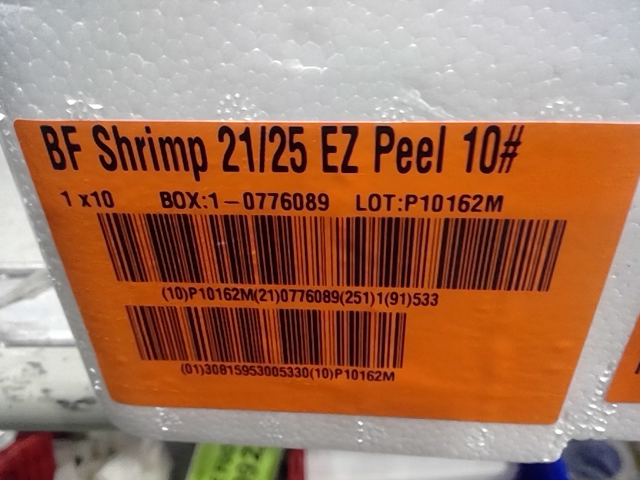 BF Shrimp 21/25 EZ Peel 10#
1 x10 BOX:1-0776089 LOT:P10162M
(10)P10162M(21)0776089(251)1(91)533
(01)30815953005330(10)P10162M